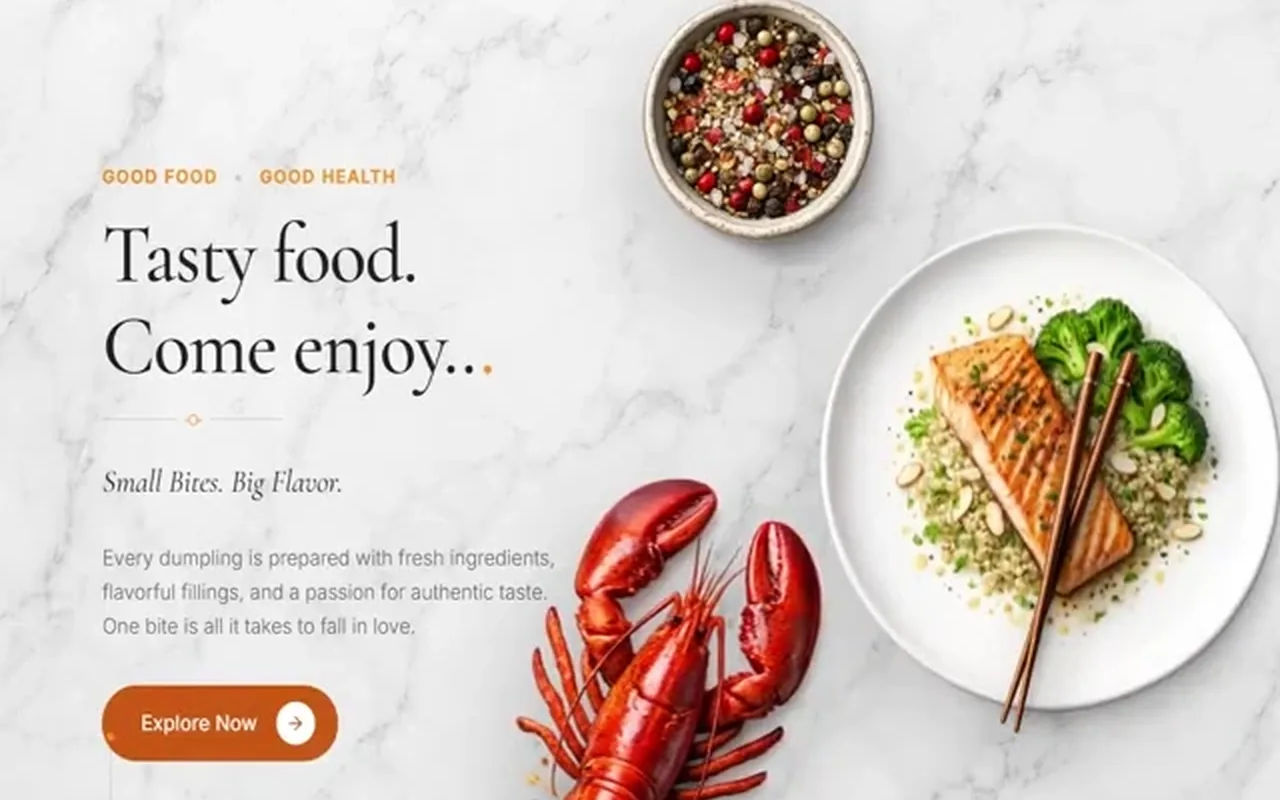 GOOD FOOD • GOOD HEALTH
Tasty food.
Come enjoy...
Small Bites. Big Flavor.
Every dumpling is prepared with fresh ingredients,
flavorful fillings, and a passion for authentic taste.
One bite is all it takes to fall in love.
Explore Now